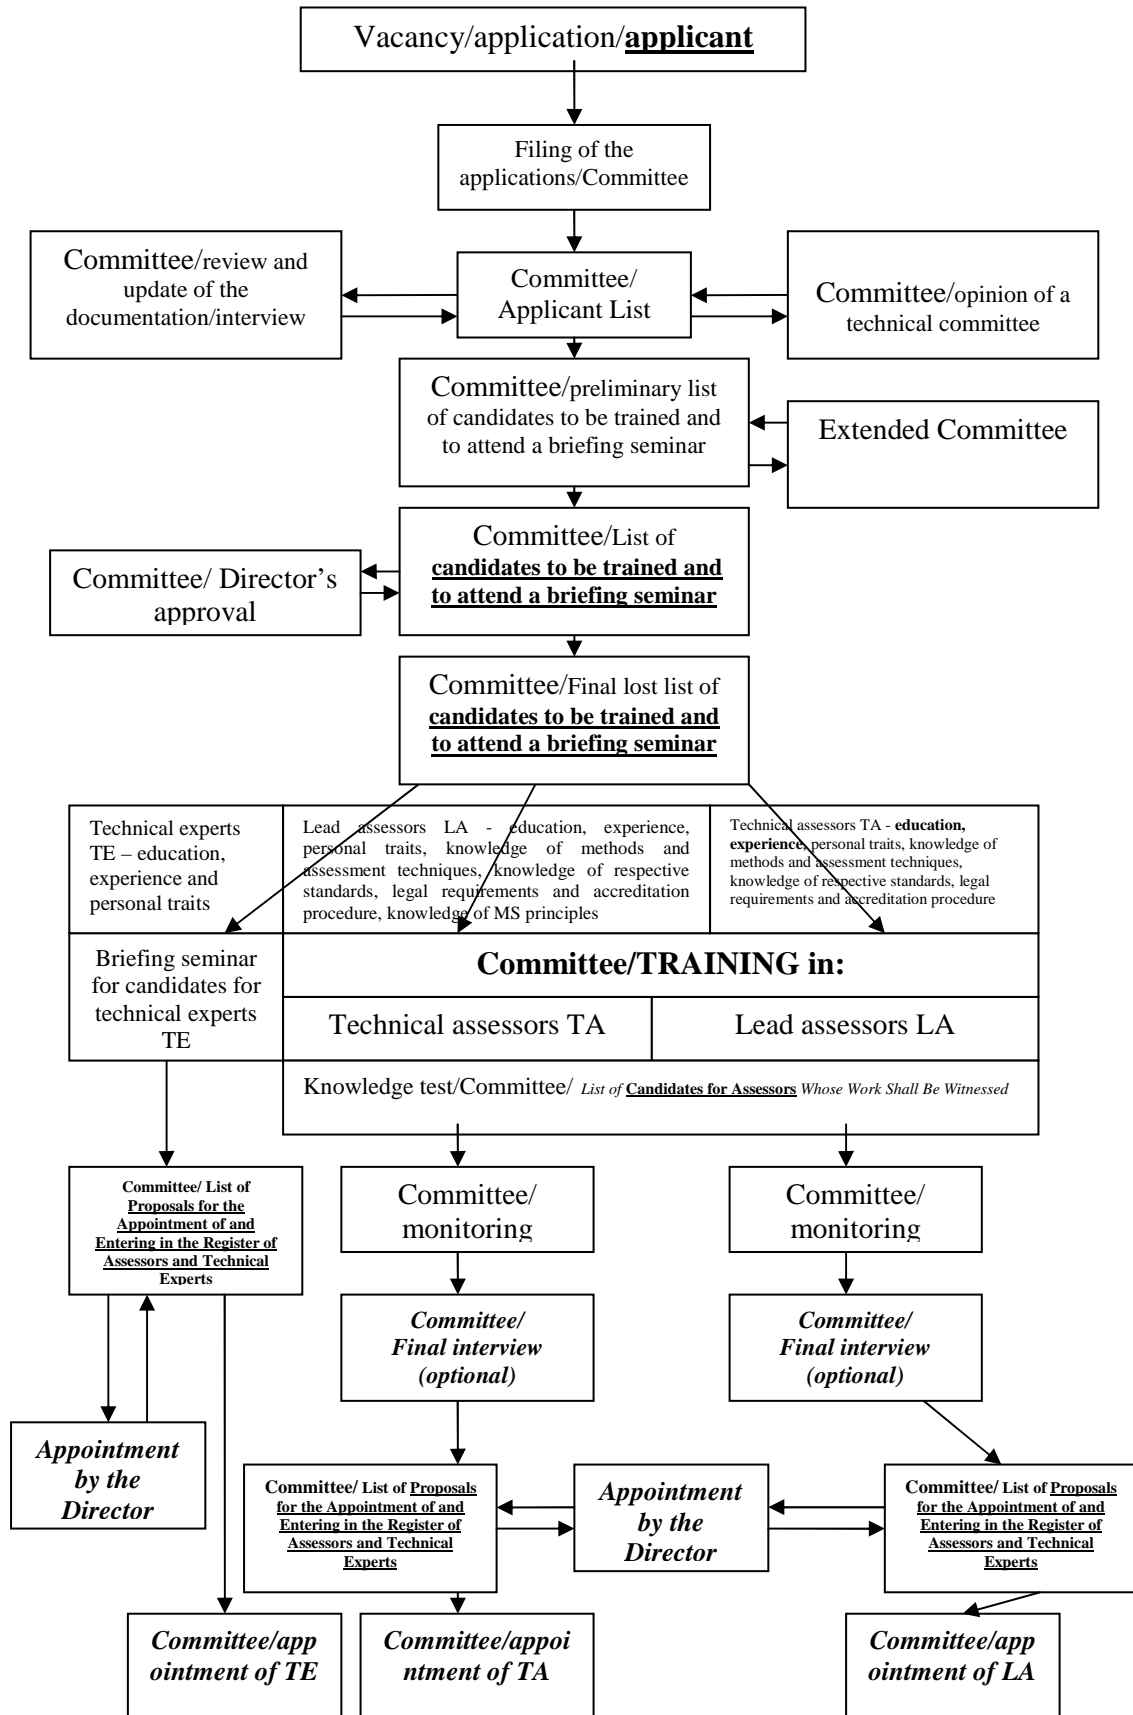 Vacancy/application/applicant
Filing of the
applications/Committee
Committee/review and
update of the
documentation/interview
Committee/
Applicant List
Committee/opinion of a
technical committee
Committee/preliminary list
of candidates to be trained and
to attend a briefing seminar
Extended Committee
Committee/List of
candidates to be trained and
to attend a briefing seminar
Committee/ Director's
approval
Committee/Final lost list of
candidates to be trained and
to attend a briefing seminar
Technical experts
TE – education,
experience and
personal traits
Lead assessors LA - education, experience,
personal traits, knowledge of methods and
assessment techniques, knowledge of respective
standards, legal requirements and accreditation
procedure, knowledge of MS principles
Technical assessors TA - education,
experience, personal traits, knowledge of
methods and assessment techniques,
knowledge of respective standards, legal
requirements and accreditation procedure
Briefing seminar
for candidates for
technical experts
TE
Committee/TRAINING in:
Technical assessors TA
Lead assessors LA
Knowledge test/Committee/ List of Candidates for Assessors Whose Work Shall Be Witnessed
Committee/ List of
Proposals for the
Appointment of and
Entering in the Register of
Assessors and Technical
Experts
Committee/
monitoring
Committee/
monitoring
Committee/
Final interview
(optional)
Committee/
Final interview
(optional)
Appointment
by the
Director
Committee/ List of Proposals
for the Appointment of and
Entering in the Register of
Assessors and Technical
Experts
Appointment
by the
Director
Committee/ List of Proposals
for the Appointment of and
Entering in the Register of
Assessors and Technical
Experts
Committee/app
ointment of TE
Committee/appoi
ntment of TA
Committee/app
ointment of LA